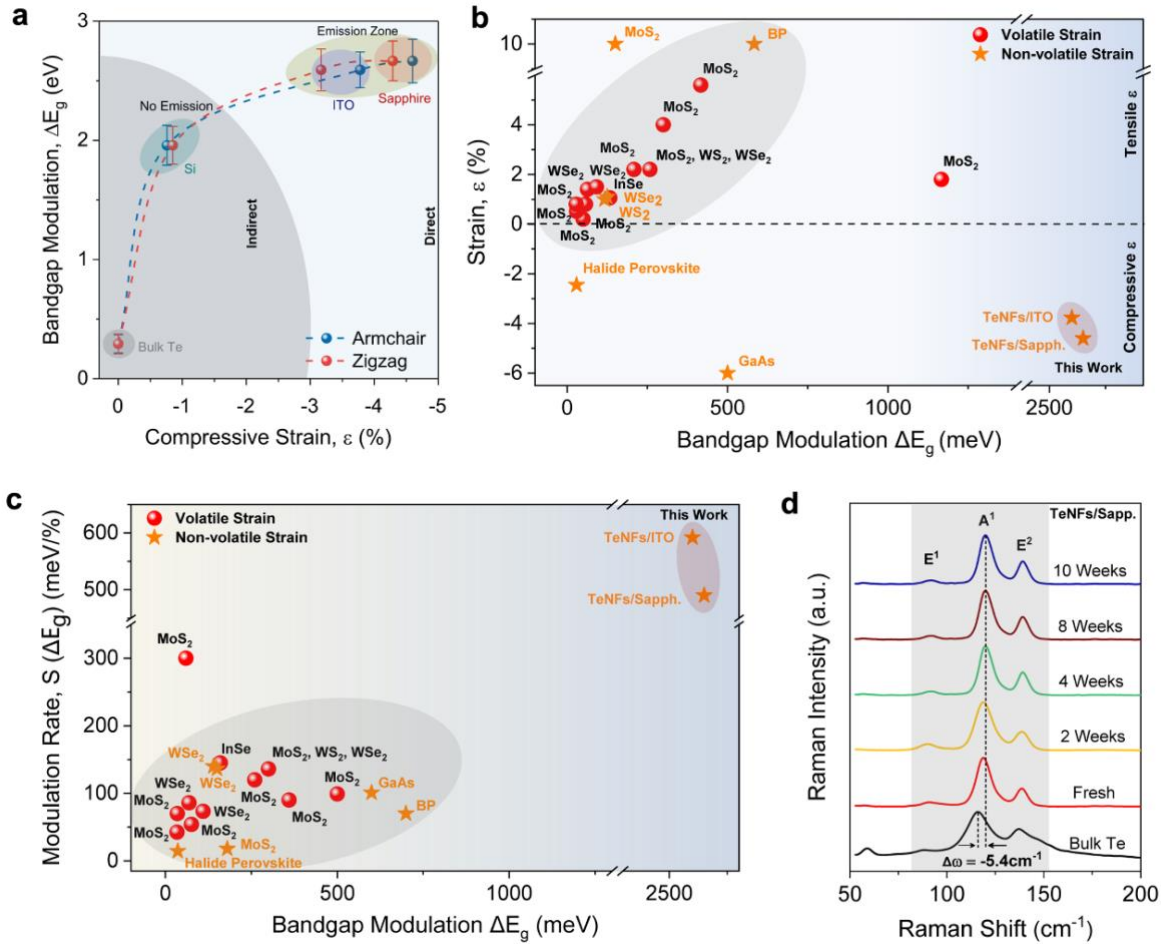 a
Bandgap Modulation, ΔEg (eV)
3
2
1
0
Emission Zone
No Emission
ITO
Sapphire
Si
Indirect
Direct
Bulk Te
Armchair
Zigzag
0 -1 -2 -3 -4 -5
Compressive Strain, ε (%)
b
Strain, ε (%)
10
4
2
0
-2
-4
-6
MoS2
BP
Volatile Strain
Non-volatile Strain
MoS2
MoS2
MoS2
MoS2, WS2, WSe2
WSe2
WSe2
InSe
MoS2
WSe2
WS2
MoS2
MoS2
MoS2
MoS2
Tensile ε
Compressive ε
Halide Perovskite
GaAs
TeNFs/ITO
TeNFs/Sapph.
This Work
0 500 1000 2500
Bandgap Modulation ΔEg (meV)
c
Modulation Rate, S (ΔEg) (meV/%)
600
500
300
200
100
0
Volatile Strain
Non-volatile Strain
This Work
TeNFs/ITO
TeNFs/Sapph.
MoS2
WSe2
InSe
MoS2, WS2, WSe2
WSe2
WSe2
MoS2
MoS2
GaAs
MoS2
WSe2
MoS2
BP
MoS2
MoS2
MoS2
Halide Perovskite
0 500 1000 2500
Bandgap Modulation ΔEg (meV)
d
Raman Intensity (a.u.)
TeNFs/Sapp.
E1
A1
E2
10 Weeks
8 Weeks
4 Weeks
2 Weeks
Fresh
Bulk Te
Δω = -5.4cm-1
50 100 150 200
Raman Shift (cm-1)